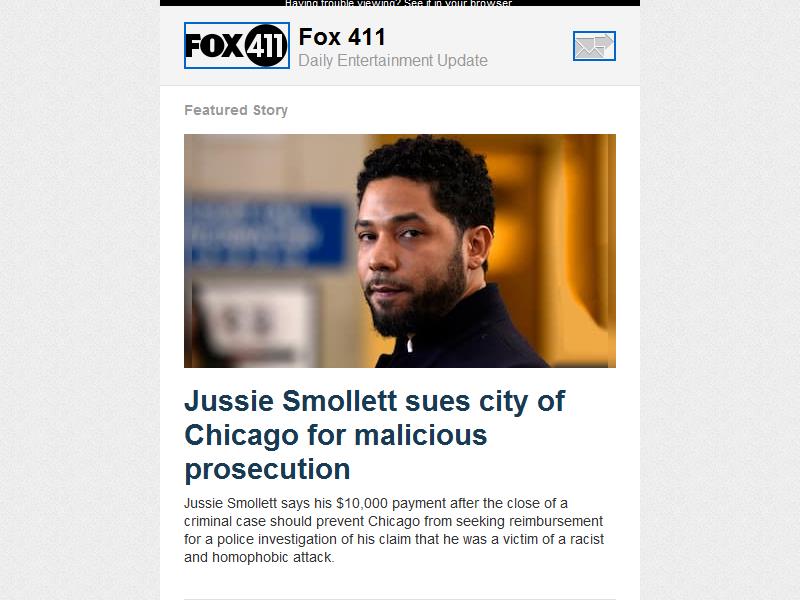 Having trouble viewing? See it in your browser
FOX 411
Fox 411
Daily Entertainment Update
Featured Story
Jussie Smollett sues city of
Chicago for malicious
prosecution
Jussie Smollett says his $10,000 payment after the close of a
criminal case should prevent Chicago from seeking reimbursement
for a police investigation of his claim that he was a victim of a racist
and homophobic attack.